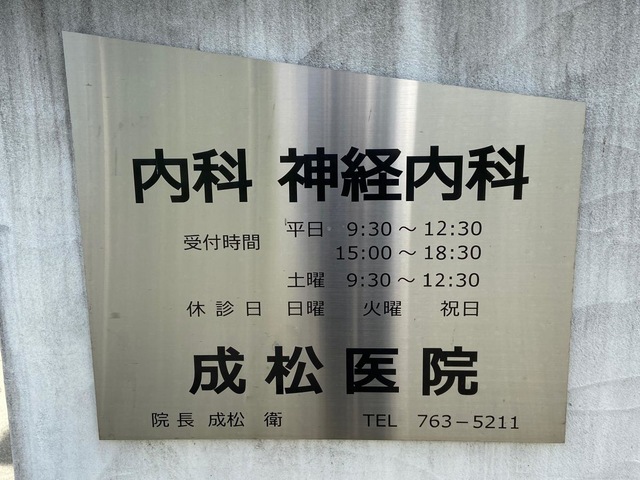 内科 神経内科
受付時間 平日 9:30～12:30
15:00～18:30
土曜 9:30～12:30
休診日 日曜 火曜 祝日
成松医院
院長 成松 衛 TEL 763－5211